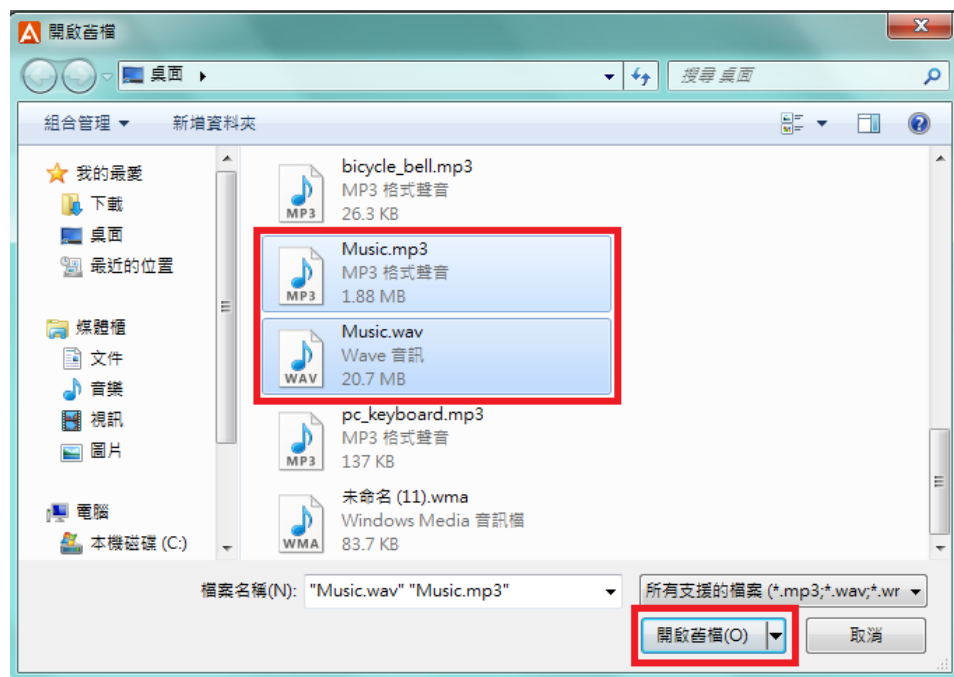 開啟舊檔
桌面
搜尋 桌面
組合管理
新增資料夾
我的最愛
下載
桌面
最近的位置
媒體櫃
文件
音樂
視訊
圖片
電腦
本機磁碟 (C:)
bicycle_bell.mp3
MP3 格式聲音
26.3 KB
MP3
Music.mp3
MP3 格式聲音
1.88 MB
MP3
Music.wav
Wave 音訊
20.7 MB
WAV
pc_keyboard.mp3
MP3 格式聲音
137 KB
MP3
未命名 (11).wma
Windows Media 音訊檔
83.7 KB
WMA
檔案名稱(N): "Music.wav" "Music.mp3"
所有支援的檔案 (*.mp3;*.wav;*.wr
開啟舊檔(O)
取消